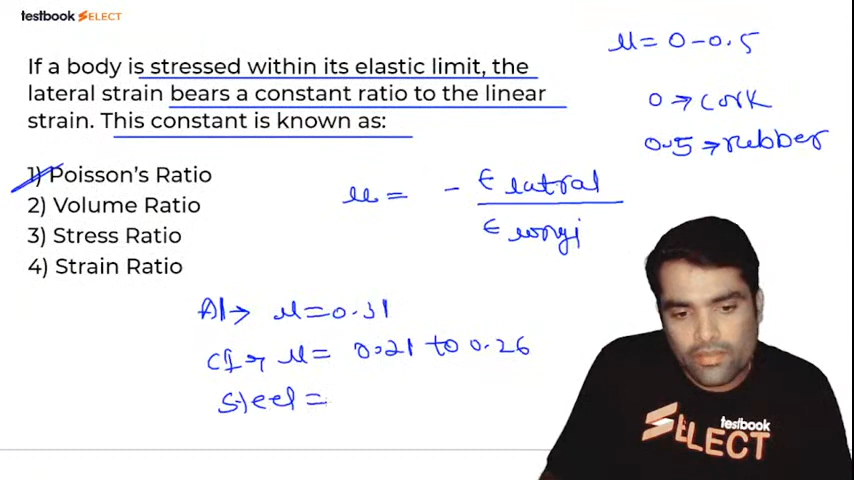 testbook SELECT
μ = 0 - 0.5
If a body is stressed within its elastic limit, the
lateral strain bears a constant ratio to the linear
strain. This constant is known as:
0 → Cork
0.5 → rubber
1) Poisson's Ratio
2) Volume Ratio
3) Stress Ratio
4) Strain Ratio
μ = - ε latral
ε longi
Al → μ = 0.31
CI → μ = 0.21 to 0.26
Steel =
testbook
SELECT